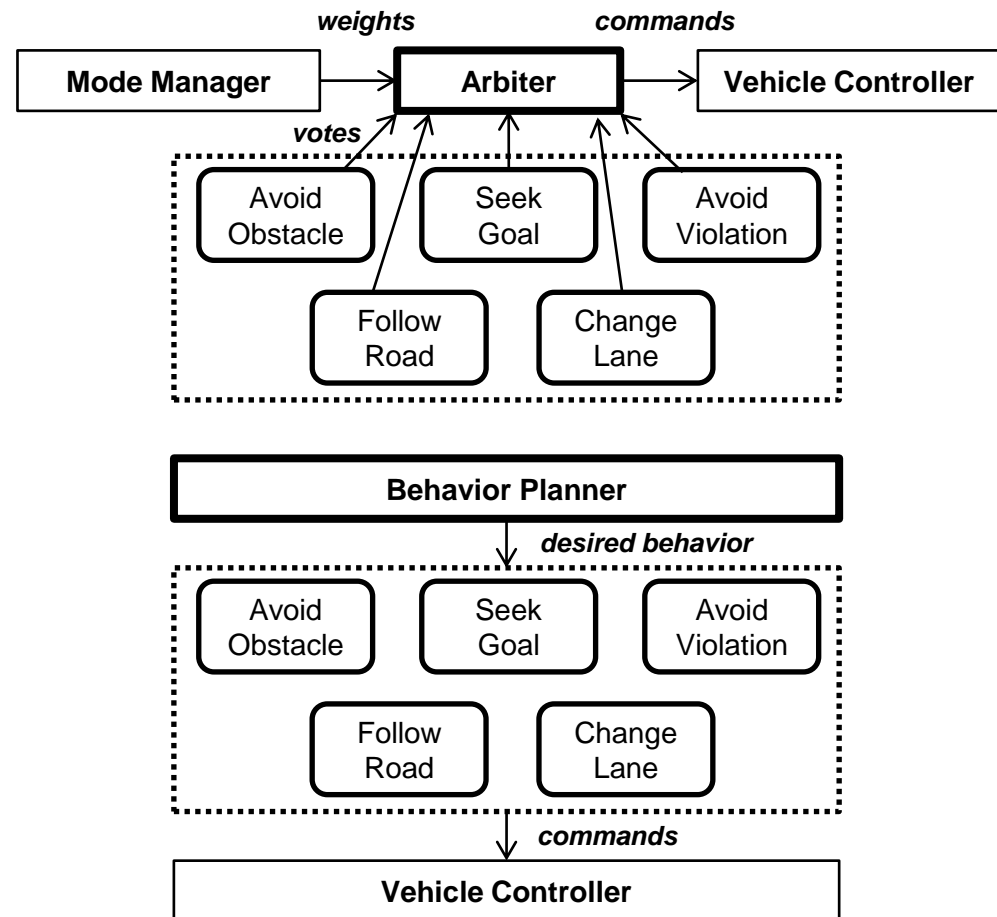 weights
commands
Mode Manager
Arbiter
Vehicle Controller
votes
Avoid
Obstacle
Seek
Goal
Avoid
Violation
Follow
Road
Change
Lane
Behavior Planner
desired behavior
Avoid
Obstacle
Seek
Goal
Avoid
Violation
Follow
Road
Change
Lane
commands
Vehicle Controller